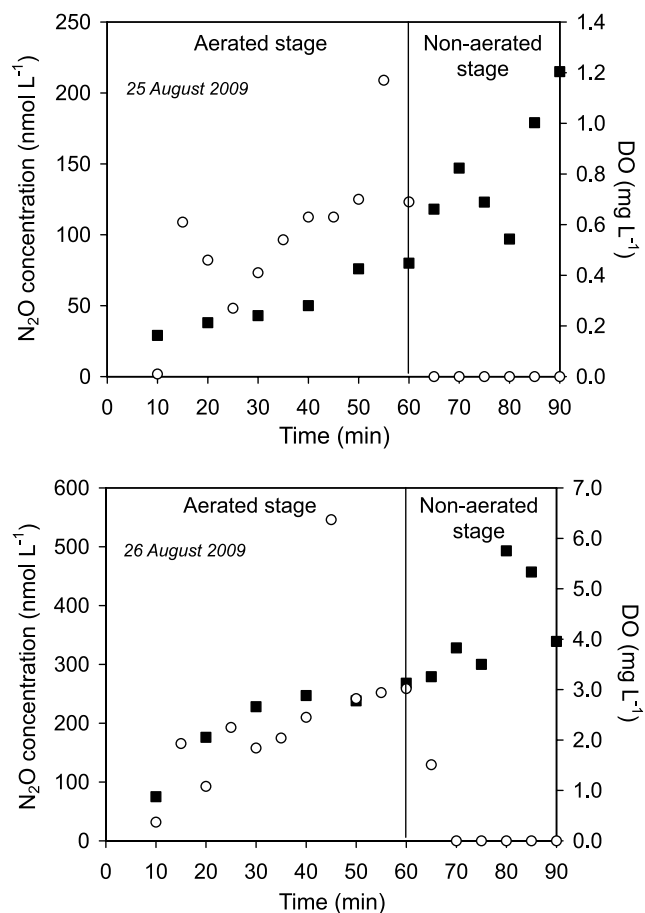 Aerated stage
Non-aerated
stage
25 August 2009
N₂O concentration (nmol L⁻¹)
250
200
150
100
50
0
DO (mg L⁻¹)
1.4
1.2
1.0
0.8
0.6
0.4
0.2
0.0
0 10 20 30 40 50 60 70 80 90
Time (min)
Aerated stage
Non-aerated
stage
26 August 2009
N₂O concentration (nmol L⁻¹)
600
500
400
300
200
100
0
DO (mg L⁻¹)
7.0
6.0
5.0
4.0
3.0
2.0
1.0
0.0
0 10 20 30 40 50 60 70 80 90
Time (min)